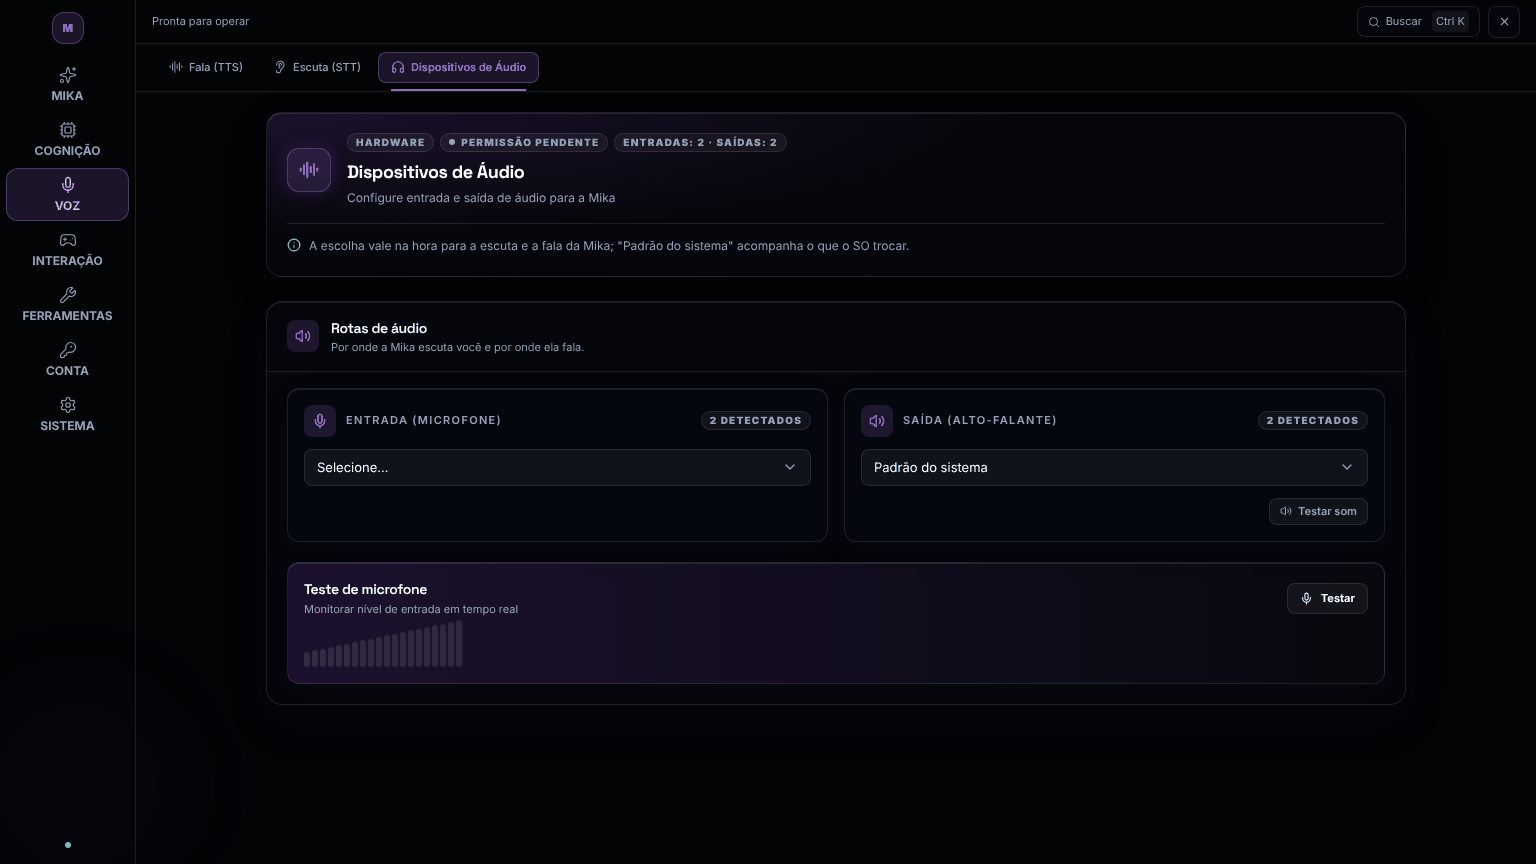 M
Pronta para operar
Buscar Ctrl K
MIKA
COGNIÇÃO
VOZ
INTERAÇÃO
FERRAMENTAS
CONTA
SISTEMA
Fala (TTS)
Escuta (STT)
Dispositivos de Áudio
HARDWARE
PERMISSÃO PENDENTE
ENTRADAS: 2 · SAÍDAS: 2
Dispositivos de Áudio
Configure entrada e saída de áudio para a Mika
A escolha vale na hora para a escuta e a fala da Mika; "Padrão do sistema" acompanha o que o SO trocar.
Rotas de áudio
Por onde a Mika escuta você e por onde ela fala.
ENTRADA (MICROFONE)
2 DETECTADOS
Selecione...
SAÍDA (ALTO-FALANTE)
2 DETECTADOS
Padrão do sistema
Testar som
Teste de microfone
Monitorar nível de entrada em tempo real
Testar